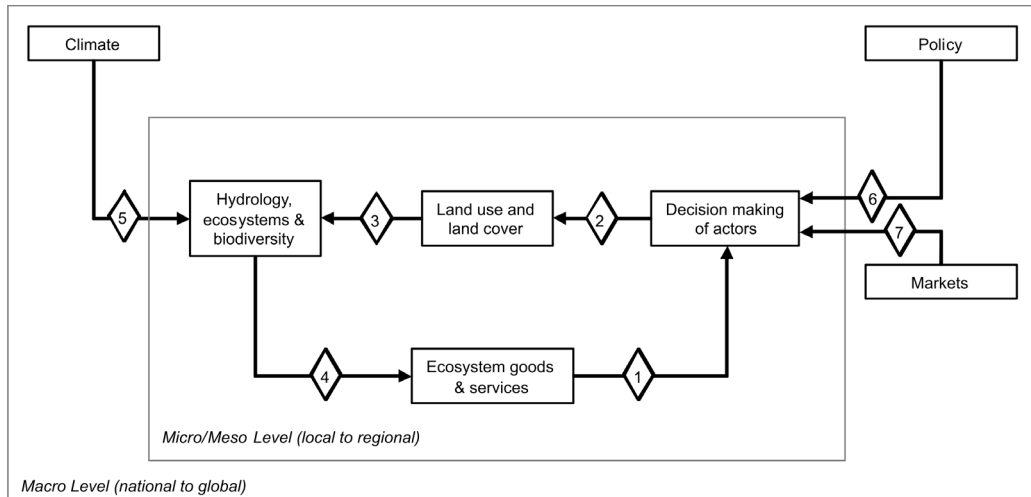 Climate
Policy
Hydrology,
ecosystems &
biodiversity
Land use and
land cover
Decision making
of actors
5
3
2
6
7
Markets
4
Ecosystem goods
& services
1
Micro/Meso Level (local to regional)
Macro Level (national to global)